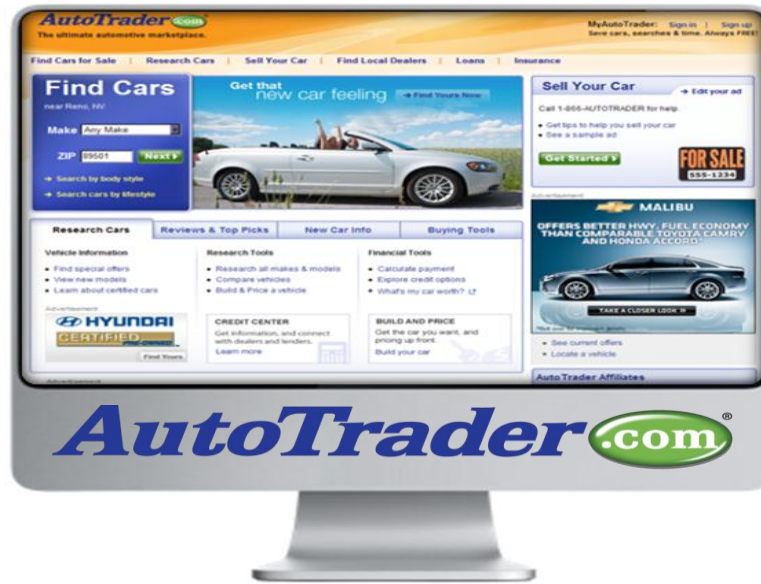 AutoTrader.com
The ultimate automotive marketplace.
MyAutoTrader: Sign in | Sign up
Save cars, searches & time. Always FREE!
Find Cars for Sale | Research Cars | Sell Your Car | Find Local Dealers | Loans | Insurance
Find Cars
near Reno, NV
Make Any Make
ZIP 89501 Next
Search by body style
Search cars by lifestyle
Get that
new car feeling
Find Yours Now
Sell Your Car
Edit your ad
Call 1-866-AUTOTRADER for help.
• Get tips to help you sell your car
• See a sample ad
Get Started
FOR SALE
555-1234
Advertisement
MALIBU
OFFERS BETTER HWY. FUEL ECONOMY
THAN COMPARABLE TOYOTA CAMRY
AND HONDA ACCORD*
TAKE A CLOSER LOOK
• See current offers
• Locate a vehicle
AutoTrader Affiliates
Research Cars
Reviews & Top Picks
New Car Info
Buying Tools
Vehicle Information
• Find special offers
• View new models
• Learn about certified cars
Research Tools
• Research all makes & models
• Compare vehicles
• Build & Price a vehicle
Financial Tools
• Calculate payment
• Explore credit options
• What's my car worth?
Advertisement
HYUNDAI
CERTIFIED
PRE-OWNED
Find Yours
CREDIT CENTER
Get information, and connect
with dealers and lenders.
Learn more
BUILD AND PRICE
Get the car you want, and
pricing up front.
Build your car
Advertisement
AutoTrader.com®